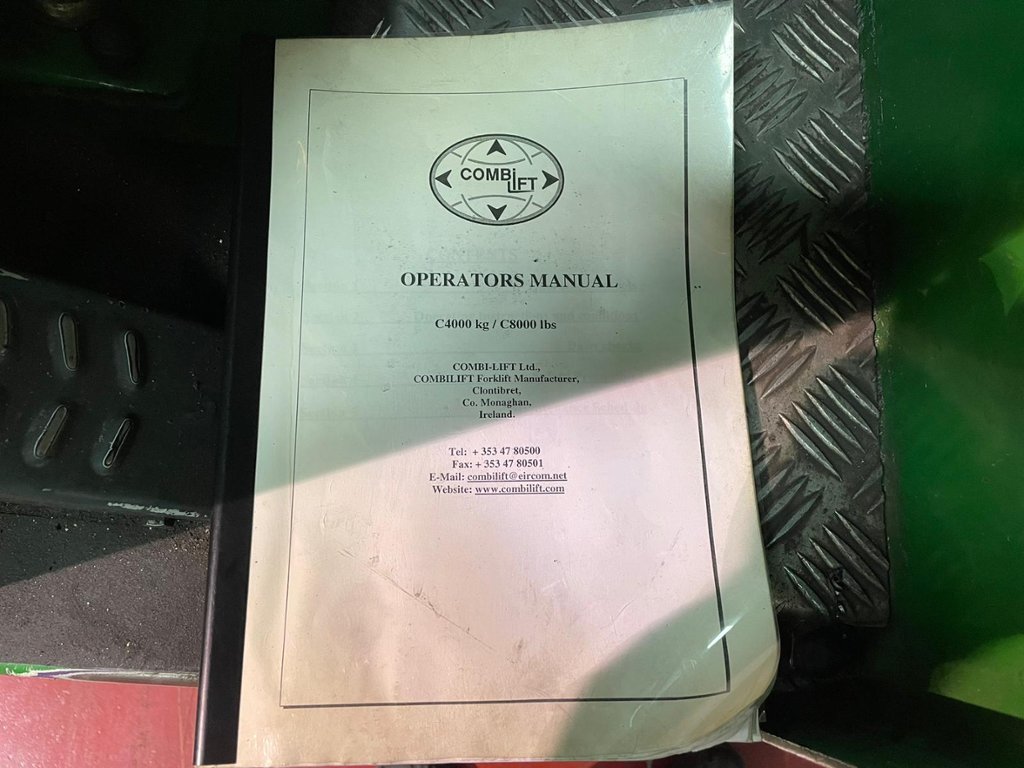 COMBiLIFT
OPERATORS MANUAL
C4000 kg / C8000 lbs
COMBI-LIFT Ltd.,
COMBILIFT Forklift Manufacturer,
Clontibret,
Co. Monaghan,
Ireland.
Tel: + 353 47 80500
Fax: + 353 47 80501
E-Mail: combilift@eircom.net
Website: www.combilift.com